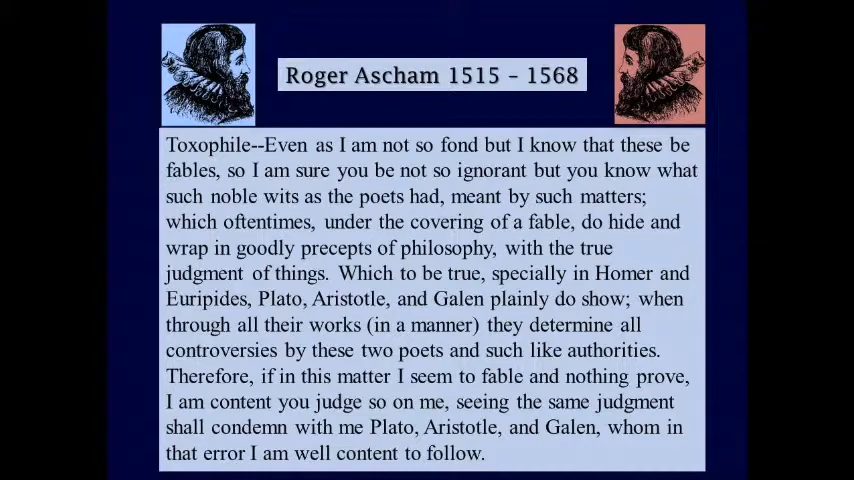 Roger Ascham 1515 – 1568
Toxophile--Even as I am not so fond but I know that these be
fables, so I am sure you be not so ignorant but you know what
such noble wits as the poets had, meant by such matters;
which oftentimes, under the covering of a fable, do hide and
wrap in goodly precepts of philosophy, with the true
judgment of things. Which to be true, specially in Homer and
Euripides, Plato, Aristotle, and Galen plainly do show; when
through all their works (in a manner) they determine all
controversies by these two poets and such like authorities.
Therefore, if in this matter I seem to fable and nothing prove,
I am content you judge so on me, seeing the same judgment
shall condemn with me Plato, Aristotle, and Galen, whom in
that error I am well content to follow.